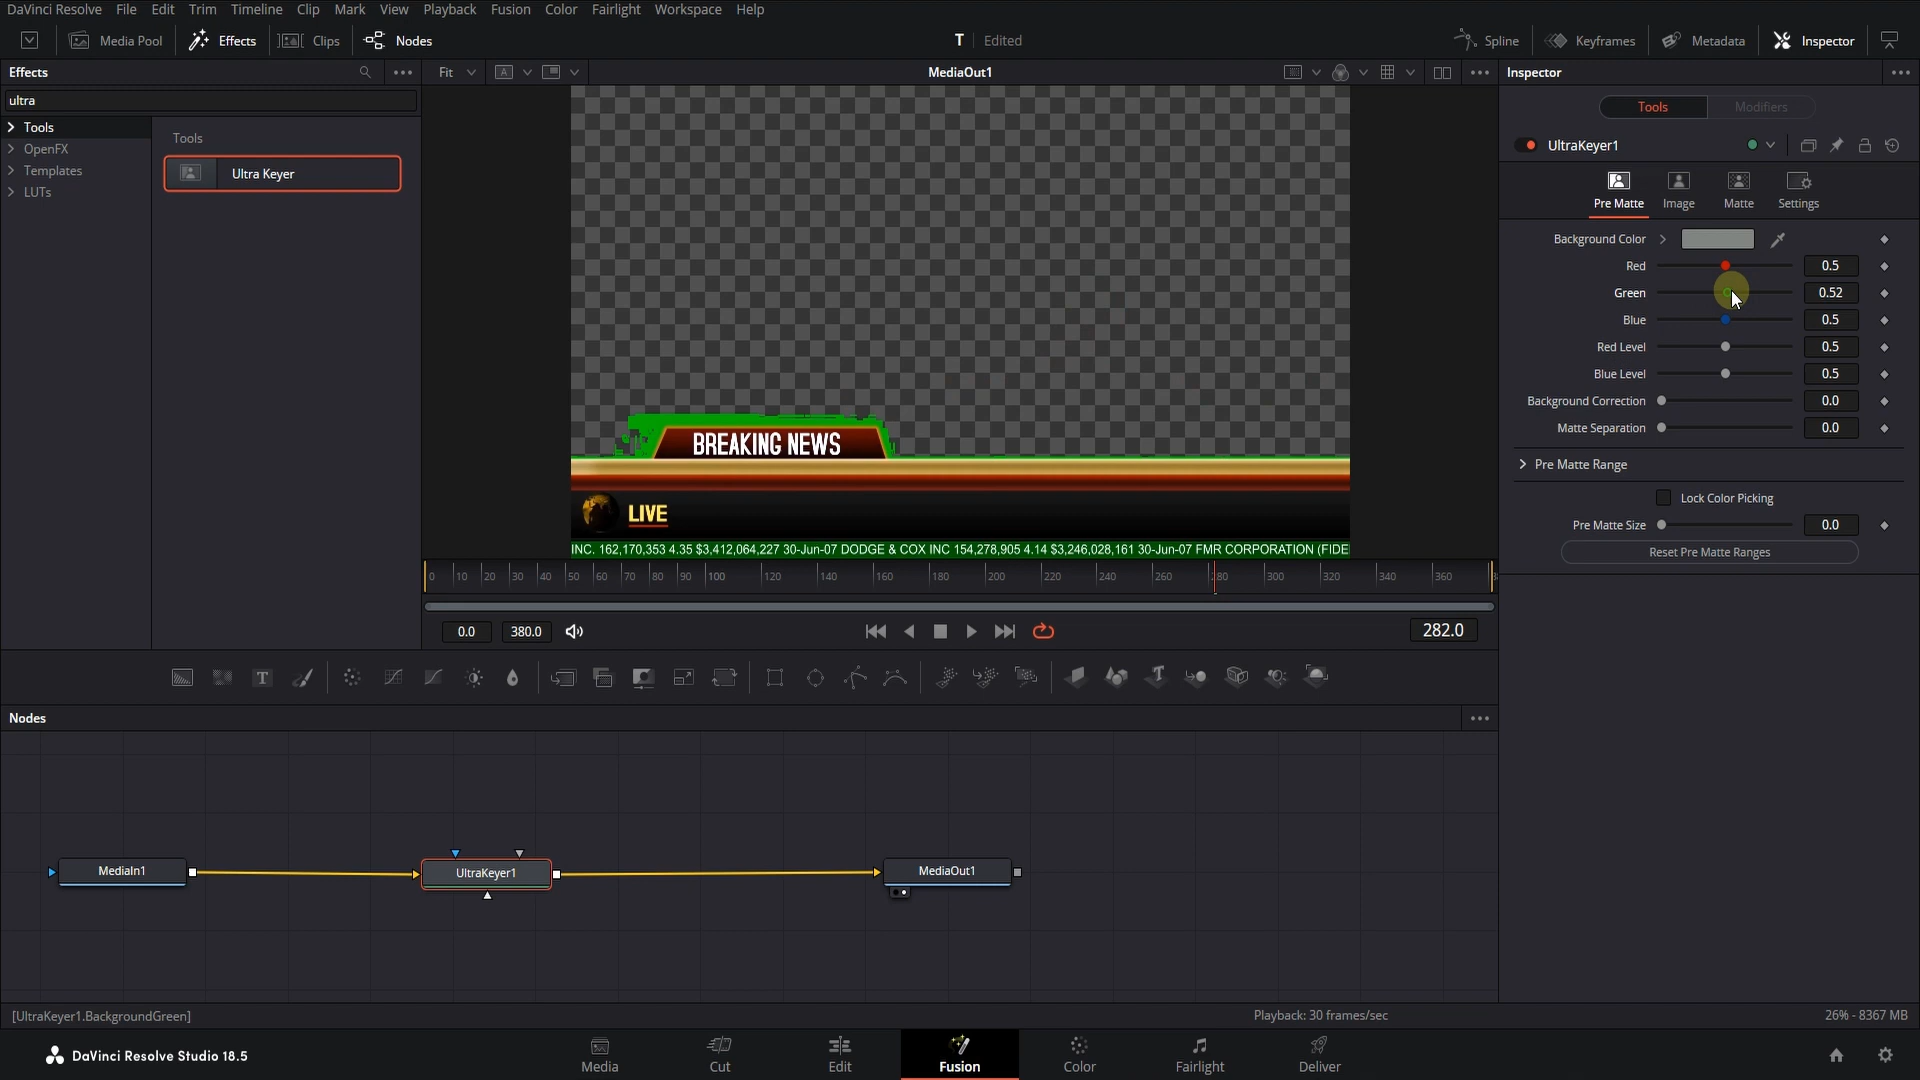 DaVinci Resolve File Edit Trim Timeline Clip Mark View Playback Fusion Color Fairlight Workspace Help
Media Pool Effects Clips Nodes T Edited Spline Keyframes Metadata Inspector
Effects Fit A MediaOut1 Inspector
ultra
Tools Modifiers
Tools
OpenFX
Templates
LUTs
Tools
Ultra Keyer
UltraKeyer1
Pre Matte Image Matte Settings
Background Color
Red 0.5
Green 0.52
Blue 0.5
Red Level 0.5
Blue Level 0.5
Background Correction 0.0
Matte Separation 0.0
Pre Matte Range
Lock Color Picking
Pre Matte Size 0.0
Reset Pre Matte Ranges
BREAKING NEWS
LIVE
INC. 162,170,353 4.35 $3,412,064,227 30-Jun-07 DODGE & COX INC 154,278,905 4.14 $3,246,028,161 30-Jun-07 FMR CORPORATION (FIDE
0 10 20 30 40 50 60 70 80 90 100 120 140 160 180 200 220 240 260 280 300 320 340 360
0.0 380.0 282.0
T T
Nodes
MediaIn1 UltraKeyer1 MediaOut1
[UltraKeyer1.BackgroundGreen] Playback: 30 frames/sec 26% - 8367 MB
DaVinci Resolve Studio 18.5 Media Cut Edit Fusion Color Fairlight Deliver